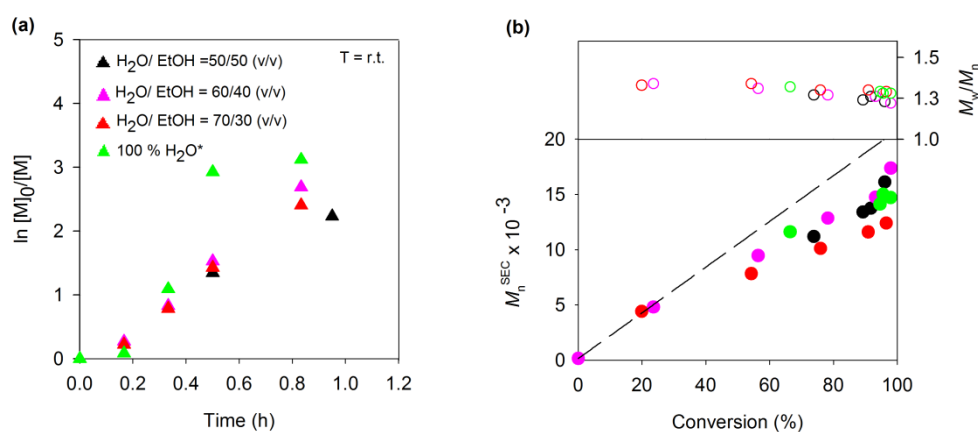 (a)
5
4
3
2
1
0
ln [M]0/[M]
H2O/ EtOH =50/50 (v/v)
H2O/ EtOH = 60/40 (v/v)
H2O/ EtOH = 70/30 (v/v)
100 % H2O*
T = r.t.
0.0 0.2 0.4 0.6 0.8 1.0 1.2
Time (h)
(b)
1.5
1.3
1.0
Mw/Mn
20
15
10
5
0
MnSEC x 10-3
0 20 40 60 80 100
Conversion (%)